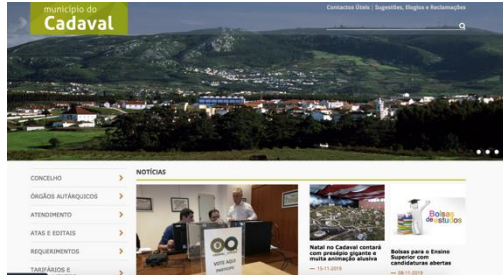 município do
Cadaval
Contactos Úteis | Sugestões, Elogios e Reclamações
CONCELHO
ÓRGÃOS AUTÁRQUICOS
ATENDIMENTO
ATAS E EDITAIS
REQUERIMENTOS
TARIFÁRIOS E
NOTÍCIAS
VOTE AQUI
Natal no Cadaval contará
com presépio gigante e
muita animação alusiva
— 15-11-2019
Bolsas
de estudos
Bolsas para o Ensino
Superior com
candidaturas abertas
— 08-11-2019